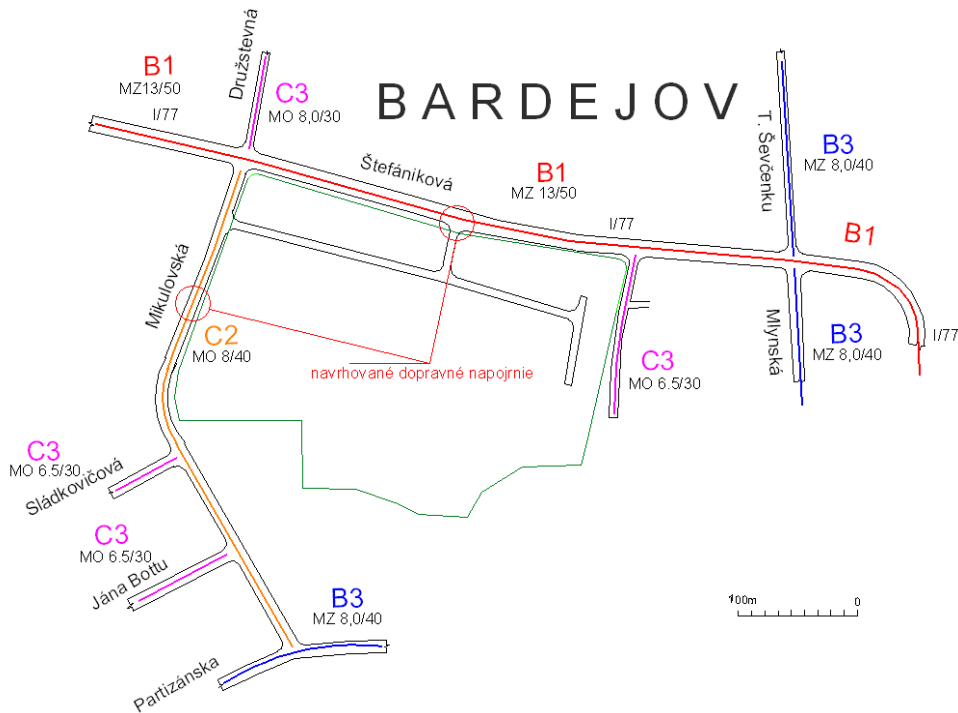 Družstevná
B1
MZ13/50
I/77
C3
MO 8,0/30
BARDEJOV
Štefániková
B1
MZ 13/50
I/77
T. Ševčenku
B3
MZ 8,0/40
B1
I/77
Mikulovská
C2
MO 8/40
navrhované dopravné napojrnie
C3
MO 6.5/30
Mlynská
B3
MZ 8,0/40
C3
MO 6.5/30
Sládkovičová
C3
MO 6.5/30
Jána Bottu
B3
MZ 8,0/40
Partizánska
100m
0